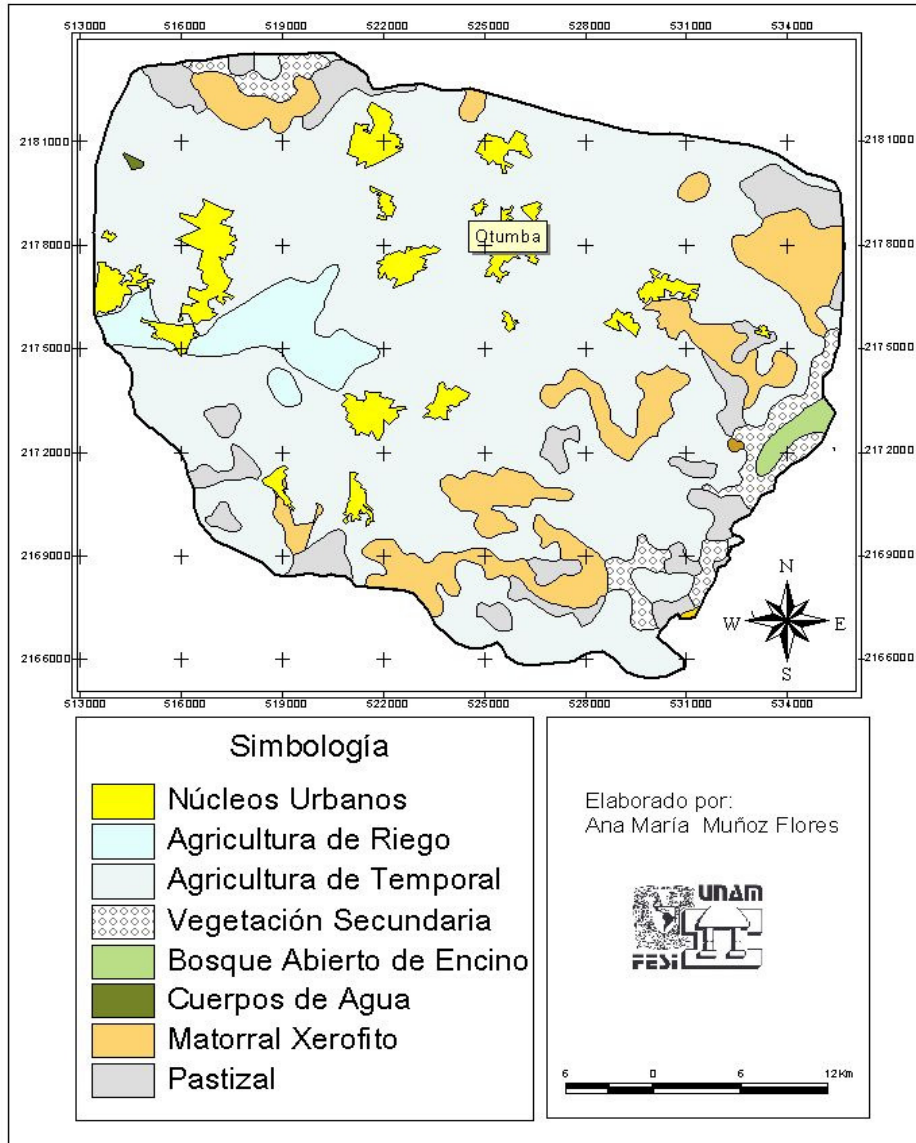 513000 516000 519000 522000 525000 528000 531000 534000
2181000 2181000
Otumba
2178000 2178000
2175000 2175000
2172000 2172000
2169000 2169000
N
W E
S
2166000 2166000
513000 516000 519000 522000 525000 528000 531000 534000
Simbología
Núcleos Urbanos
Agricultura de Riego
Agricultura de Temporal
Vegetación Secundaria
Bosque Abierto de Encino
Cuerpos de Agua
Matorral Xerofito
Pastizal
Elaborado por:
Ana María Muñoz Flores
UNAM
FESI
6 0 6 12 Km